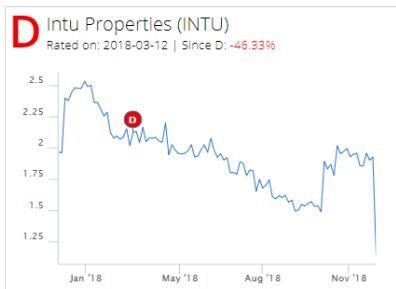 D Intu Properties (INTU)
Rated on: 2018-03-12 | Since D: -46.33%
2.5
2.25
D
2
1.75
1.5
1.25
Jan '18 May '18 Aug '18 Nov '18